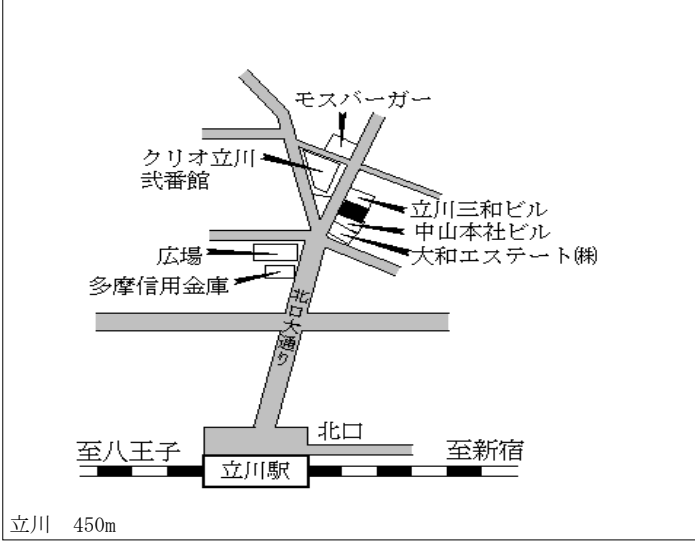 モスバーガー
クリオ立川
弐番館
立川三和ビル
中山本社ビル
大和エステート㈱
広場
多摩信用金庫
北口大通り
北口
至八王子
至新宿
立川駅
立川　450m